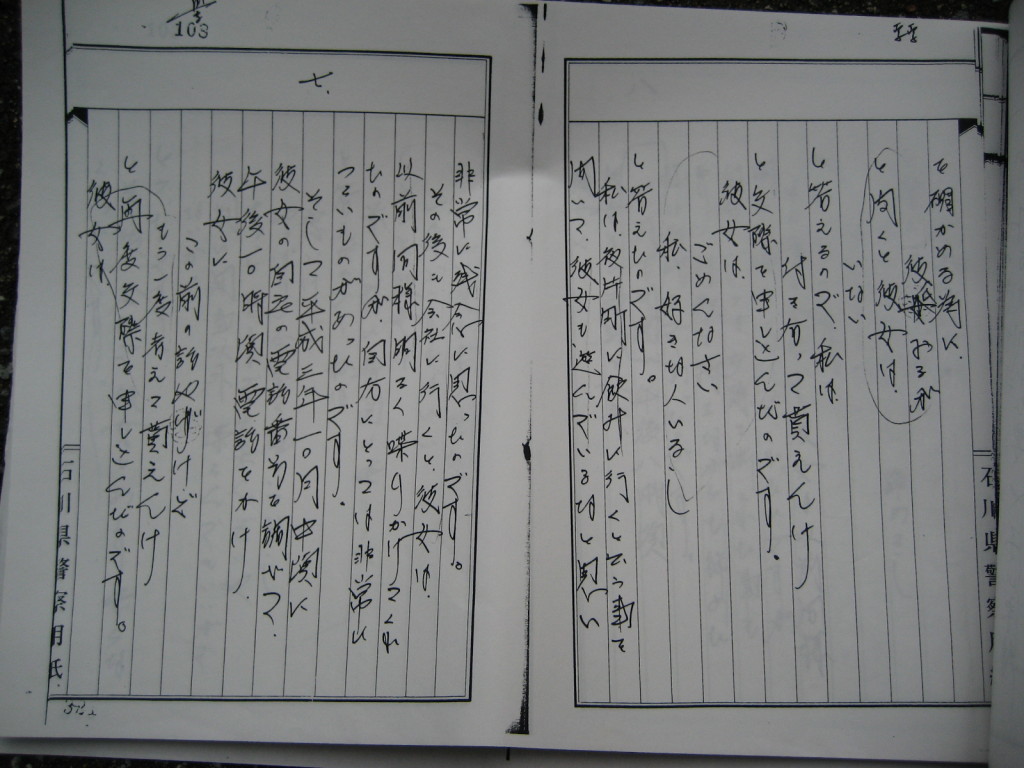 を確かめる為に、
彼氏おるか
と聞くと彼女は、
いない
と答えるので、私は
付き合って貰えんけ
と交際を申し込んだのです。
彼女は、
ごめんなさい
私、好きな人いるし
と答えたのです。
私は、夜片町に飲みに行くと云う事を
聞いて、彼女も遊んでいるなと思い
石川県警察用紙
非常に残念に思ったのです。
その後も会社に行くと、彼女は、
以前同様明るく喋りかけてくれ
たのですが、自分にとっては非常に
つらいものがあったのです。
そして平成三年一〇月中頃に
彼女の自宅の電話番号を調べて、
午後一〇時頃電話をかけ、
彼女に
この前の話やけど
もう一度考えて貰えんけ
と再度交際を申し込んだのです。
彼女は、
七、
103
石川県警察用紙